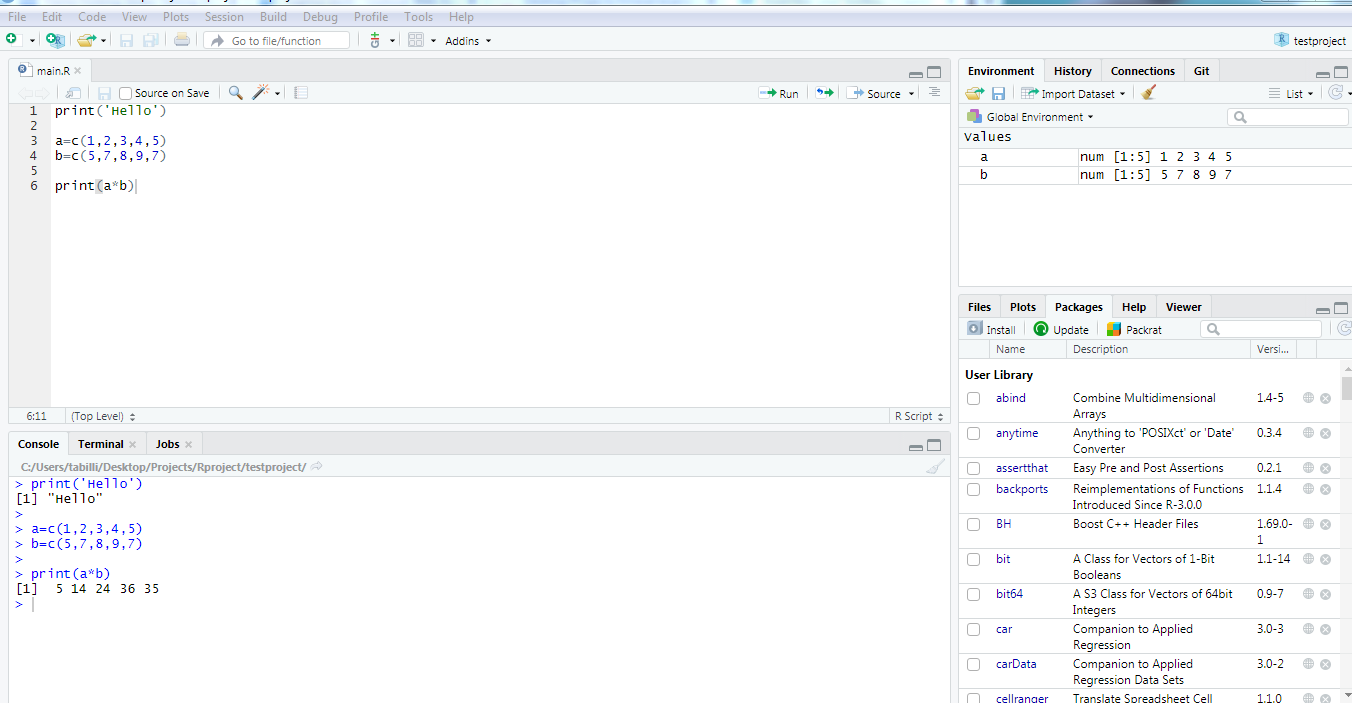 File Edit Code View Plots Session Build Debug Profile Tools Help
Go to file/function Addins testproject
main.R
Source on Save Run Source
1 print('Hello')
2
3 a=c(1,2,3,4,5)
4 b=c(5,7,8,9,7)
5
6 print(a*b)
6:11 (Top Level) R Script
Console Terminal Jobs
C:/Users/tabilli/Desktop/Projects/Rproject/testproject/
> print('Hello')
[1] "Hello"
>
> a=c(1,2,3,4,5)
> b=c(5,7,8,9,7)
>
> print(a*b)
[1]  5 14 24 36 35
>
Environment History Connections Git
Import Dataset List
Global Environment
Values
a num [1:5] 1 2 3 4 5
b num [1:5] 5 7 8 9 7
Files Plots Packages Help Viewer
Install Update Packrat
Name Description Versi...
User Library
abind Combine Multidimensional 1.4-5
Arrays
anytime Anything to 'POSIXct' or 'Date' 0.3.4
Converter
assertthat Easy Pre and Post Assertions 0.2.1
backports Reimplementations of Functions 1.1.4
Introduced Since R-3.0.0
BH Boost C++ Header Files 1.69.0-
1
bit A Class for Vectors of 1-Bit 1.1-14
Booleans
bit64 A S3 Class for Vectors of 64bit 0.9-7
Integers
car Companion to Applied 3.0-3
Regression
carData Companion to Applied 3.0-2
Regression Data Sets
cellranger Translate Spreadsheet Cell 1.1.0